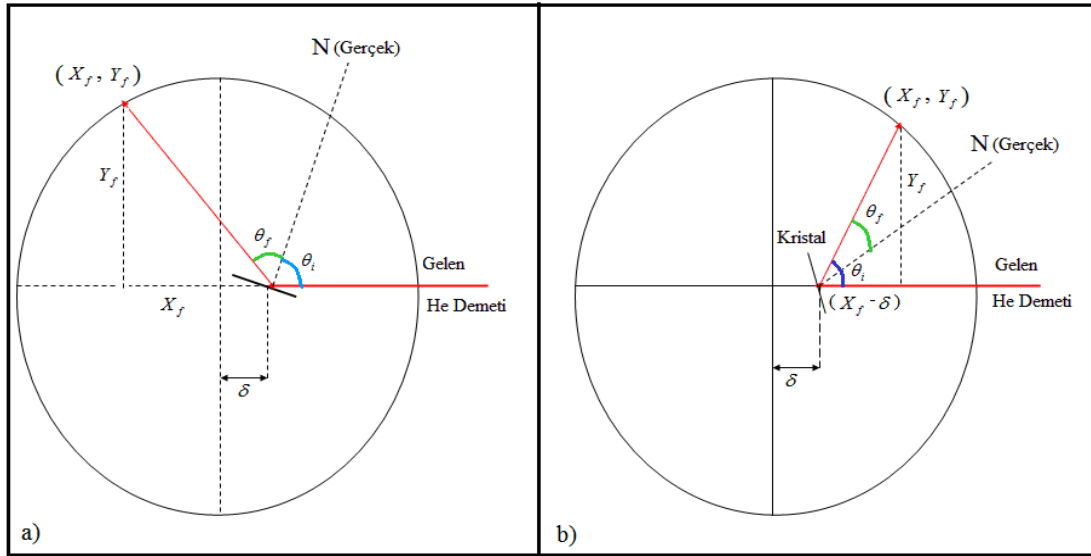 N (Gerçek)
( X_f , Y_f )
Y_f
θ_f
θ_i
Gelen
X_f
He Demeti
δ
a)
( X_f , Y_f )
N (Gerçek)
Y_f
θ_f
Kristal
θ_i
Gelen
( X_f - δ )
He Demeti
δ
b)